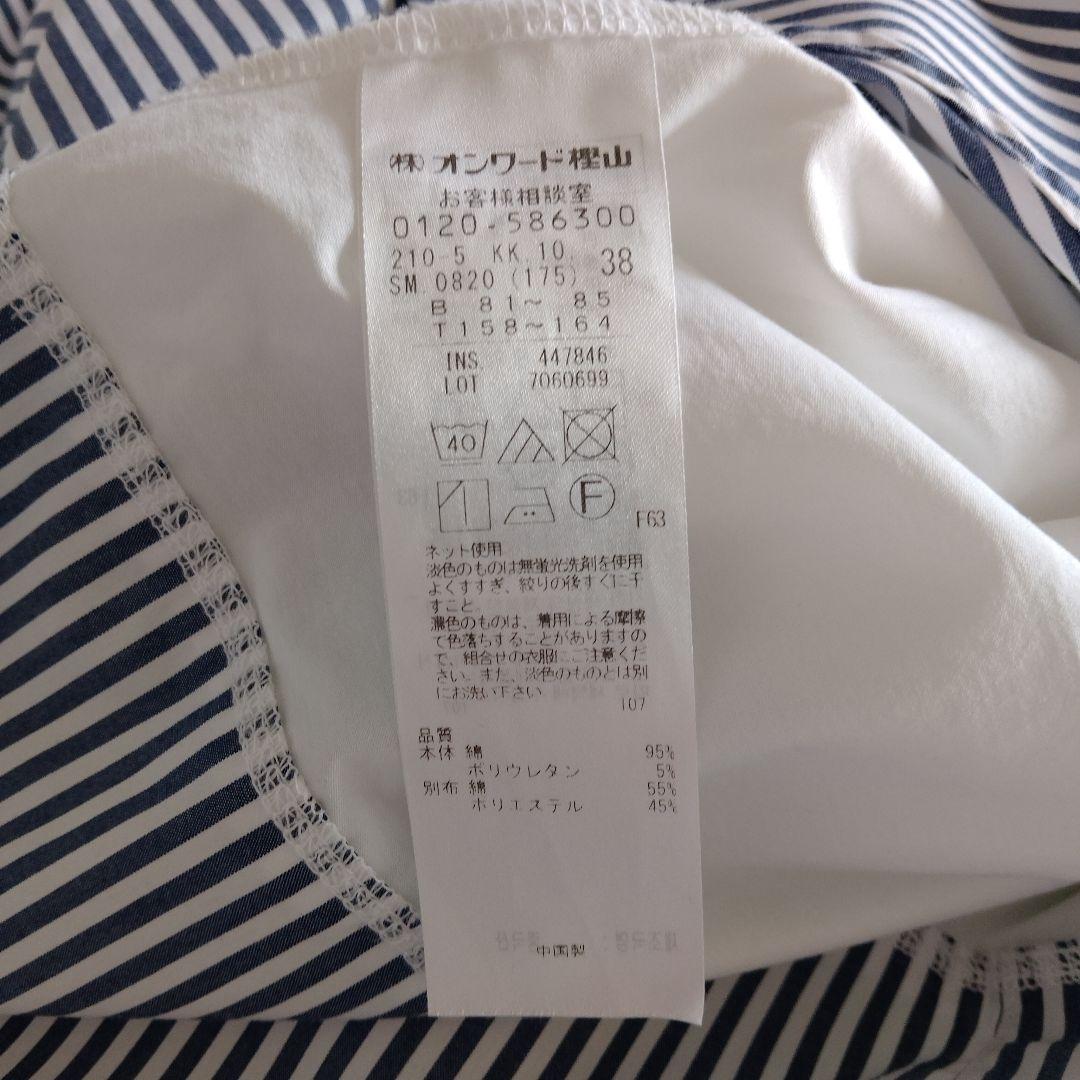 ㈱オンワード樫山
お客様相談室
0120-586300
210-5 KK.10. 38
SM 0820 (175)
B 81～ 85
T158～164
INS. 447846
LOT 7060699
40
F
F63
ネット使用
淡色のものは無蛍光洗剤を使用
よくすすぎ、絞りの後すぐに干
すこと
濃色のものは、着用による摩擦
で色落ちすることがありますの
で、組合せの衣服にご注意くだ
さい。また、淡色のものとは別
にお洗い下さい
107
品質
本体 綿 95%
ポリウレタン 5%
別布 綿 55%
ポリエステル 45%
中国製